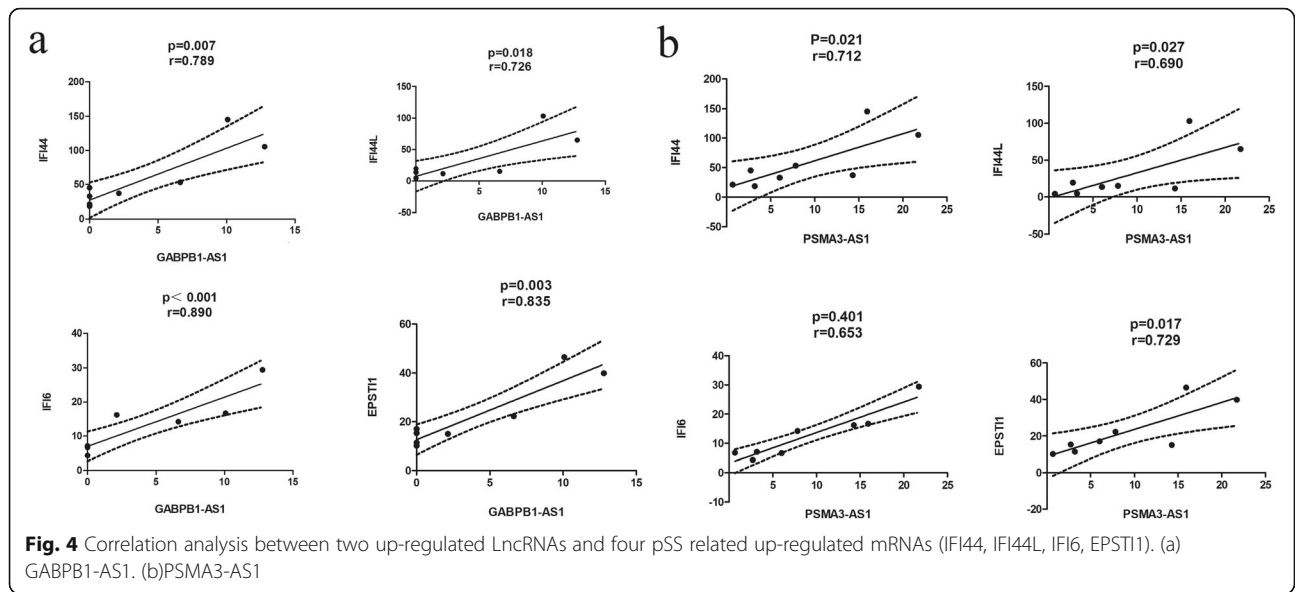 a
p=0.007
r=0.789
200
150
100
50
0
0
5
10
15
IFI44
GABPB1-AS1
p=0.018
r=0.726
150
100
50
0
-50
5
10
15
IFI44L
GABPB1-AS1
p< 0.001
r=0.890
40
30
20
10
0
0
5
10
15
IFI6
GABPB1-AS1
p=0.003
r=0.835
60
40
20
0
0
5
10
15
EPSTI1
GABPB1-AS1
b
P=0.021
r=0.712
200
150
100
50
0
-50
5
10
15
20
25
IFI44
PSMA3-AS1
p=0.027
r=0.690
150
100
50
0
-50
5
10
15
20
25
IFI44L
PSMA3-AS1
p=0.401
r=0.653
40
30
20
10
0
-10
5
10
15
20
25
IFI6
PSMA3-AS1
p=0.017
r=0.729
60
40
20
0
-20
5
10
15
20
25
EPSTI1
PSMA3-AS1
Fig. 4 Correlation analysis between two up-regulated LncRNAs and four pSS related up-regulated mRNAs (IFI44, IFI44L, IFI6, EPSTI1). (a)
GABPB1-AS1. (b)PSMA3-AS1